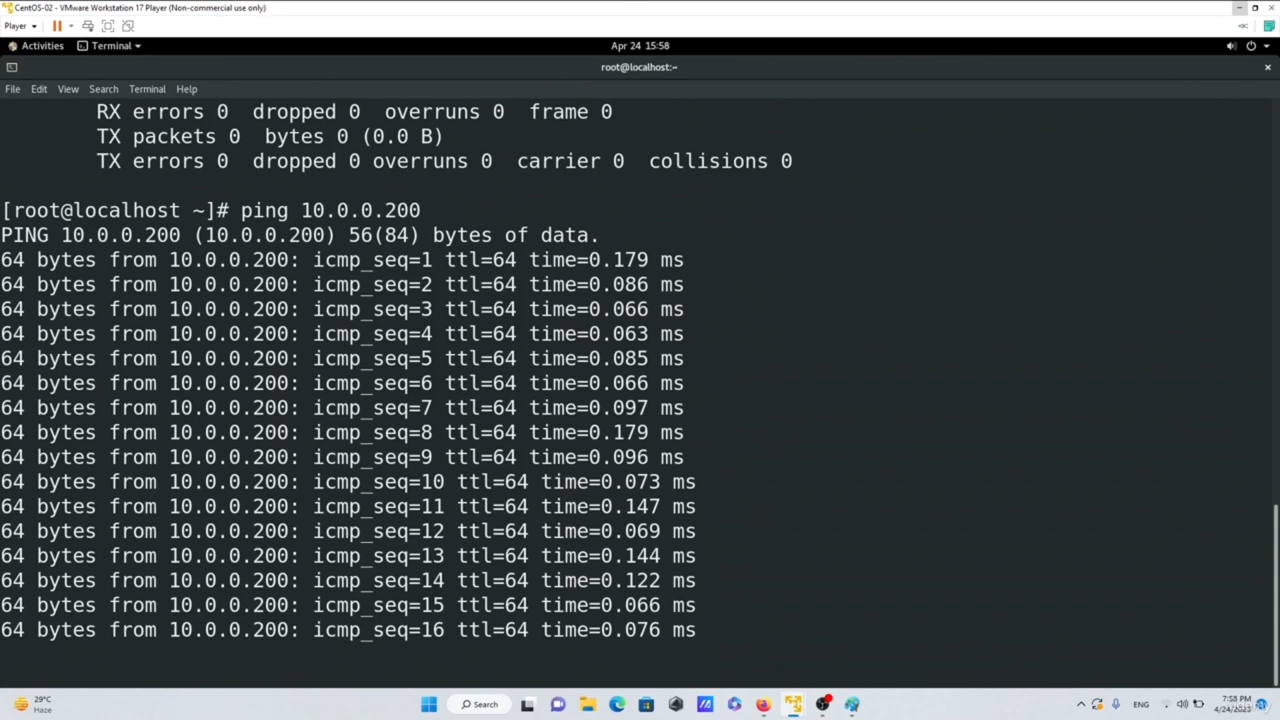 CentOS-02 - VMware Workstation 17 Player (Non-commercial use only)
Player
Activities Terminal Apr 24 15:58
root@localhost:~
File Edit View Search Terminal Help
RX errors 0 dropped 0 overruns 0 frame 0
TX packets 0 bytes 0 (0.0 B)
TX errors 0 dropped 0 overruns 0 carrier 0 collisions 0
[root@localhost ~]# ping 10.0.0.200
PING 10.0.0.200 (10.0.0.200) 56(84) bytes of data.
64 bytes from 10.0.0.200: icmp_seq=1 ttl=64 time=0.179 ms
64 bytes from 10.0.0.200: icmp_seq=2 ttl=64 time=0.086 ms
64 bytes from 10.0.0.200: icmp_seq=3 ttl=64 time=0.066 ms
64 bytes from 10.0.0.200: icmp_seq=4 ttl=64 time=0.063 ms
64 bytes from 10.0.0.200: icmp_seq=5 ttl=64 time=0.085 ms
64 bytes from 10.0.0.200: icmp_seq=6 ttl=64 time=0.066 ms
64 bytes from 10.0.0.200: icmp_seq=7 ttl=64 time=0.097 ms
64 bytes from 10.0.0.200: icmp_seq=8 ttl=64 time=0.179 ms
64 bytes from 10.0.0.200: icmp_seq=9 ttl=64 time=0.096 ms
64 bytes from 10.0.0.200: icmp_seq=10 ttl=64 time=0.073 ms
64 bytes from 10.0.0.200: icmp_seq=11 ttl=64 time=0.147 ms
64 bytes from 10.0.0.200: icmp_seq=12 ttl=64 time=0.069 ms
64 bytes from 10.0.0.200: icmp_seq=13 ttl=64 time=0.144 ms
64 bytes from 10.0.0.200: icmp_seq=14 ttl=64 time=0.122 ms
64 bytes from 10.0.0.200: icmp_seq=15 ttl=64 time=0.066 ms
64 bytes from 10.0.0.200: icmp_seq=16 ttl=64 time=0.076 ms
29°C
Haze
Search
ENG
7:58 PM
4/24/2023